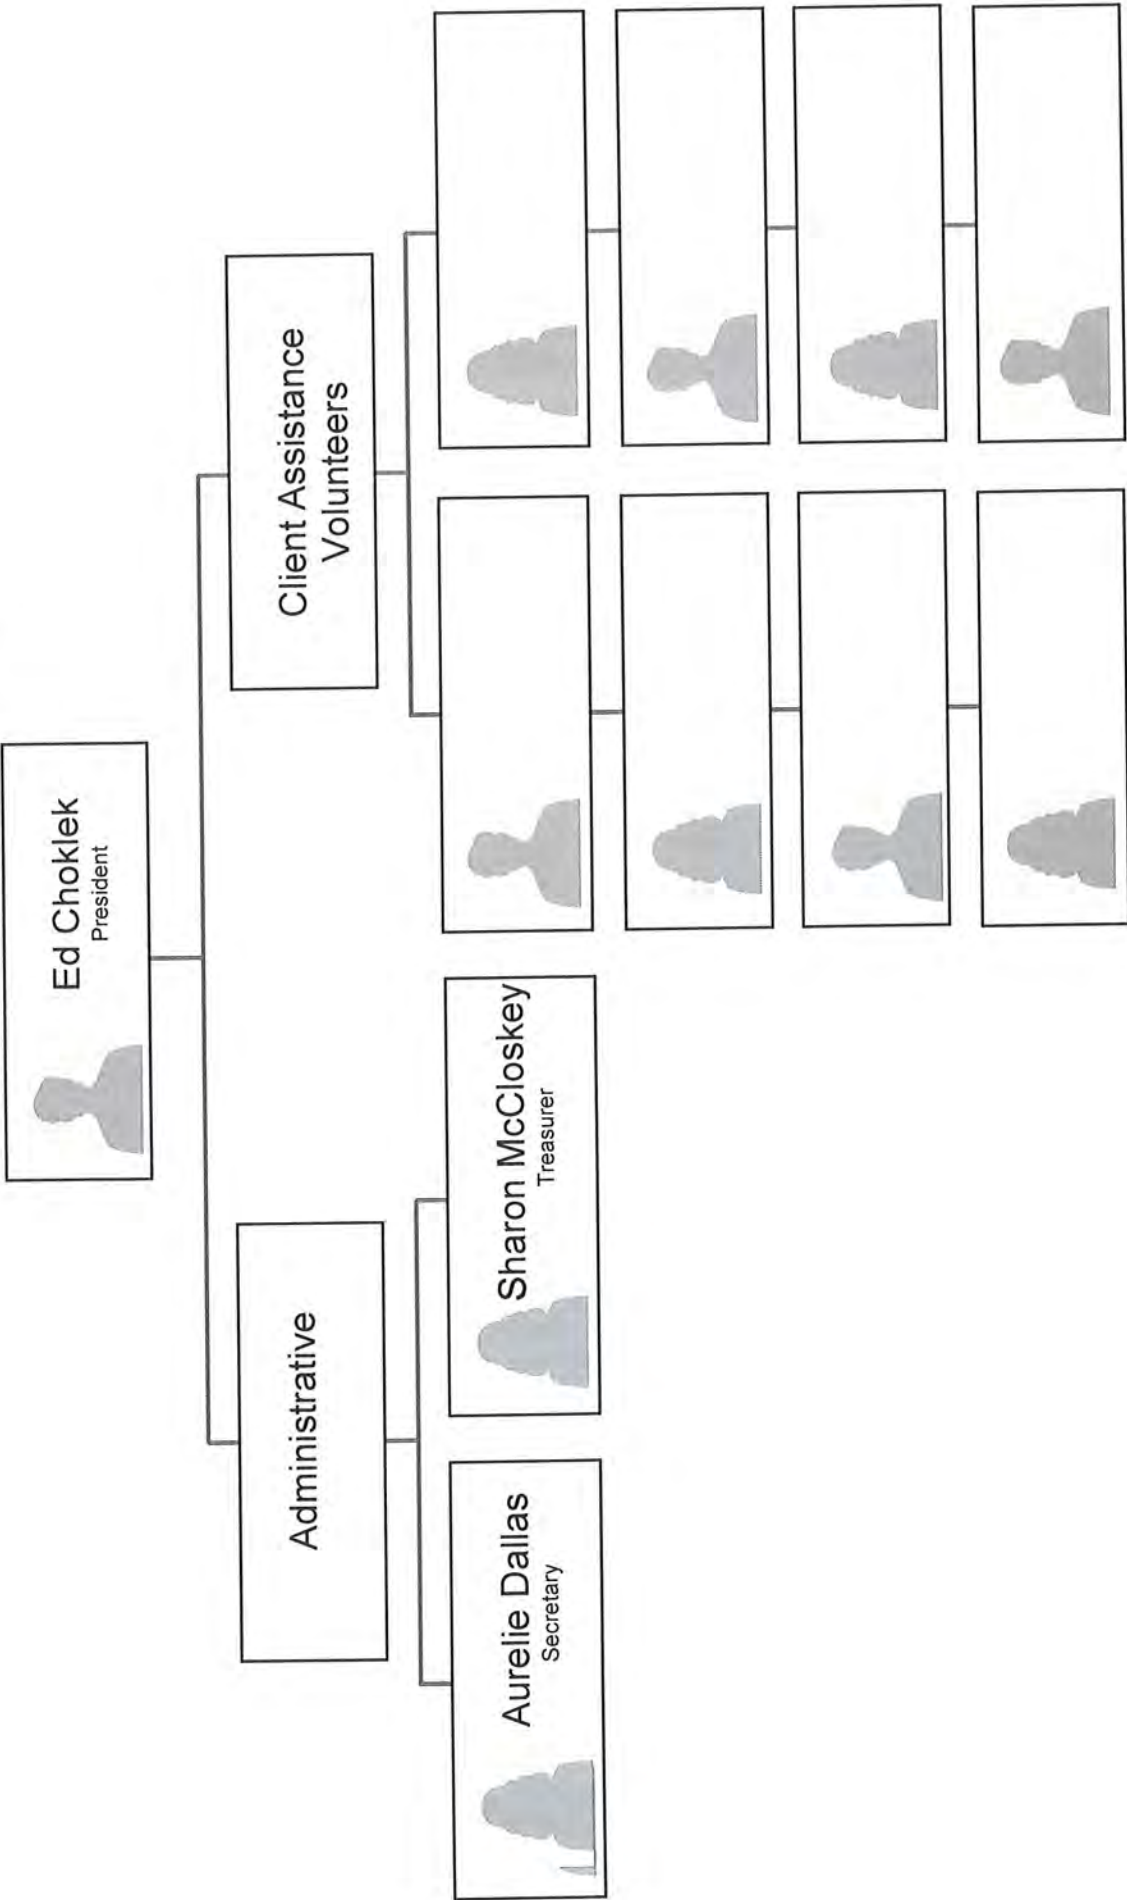 Ed Choklek
President
Administrative
Client Assistance
Volunteers
Aurelie Dallas
Secretary
Sharon McCloskey
Treasurer